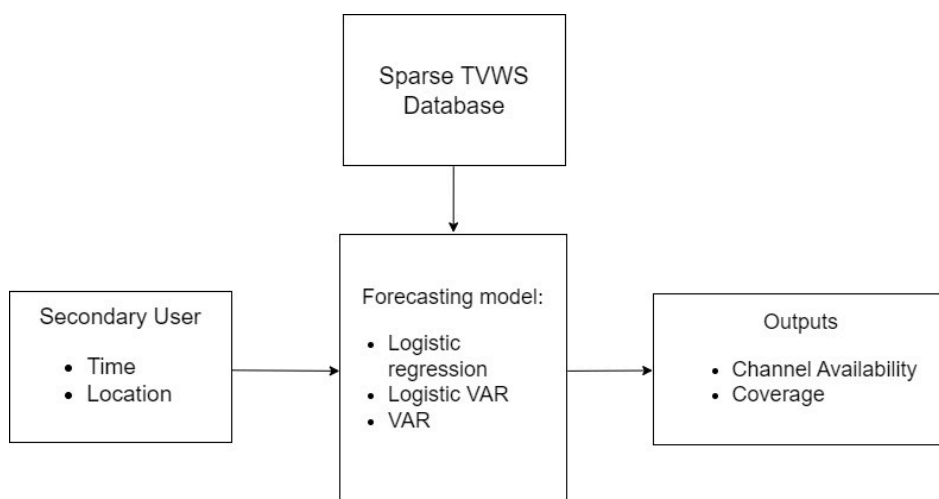 Sparse TVWS
Database
Secondary User
• Time
• Location
Forecasting model:
• Logistic
regression
• Logistic VAR
• VAR
Outputs
• Channel Availability
• Coverage